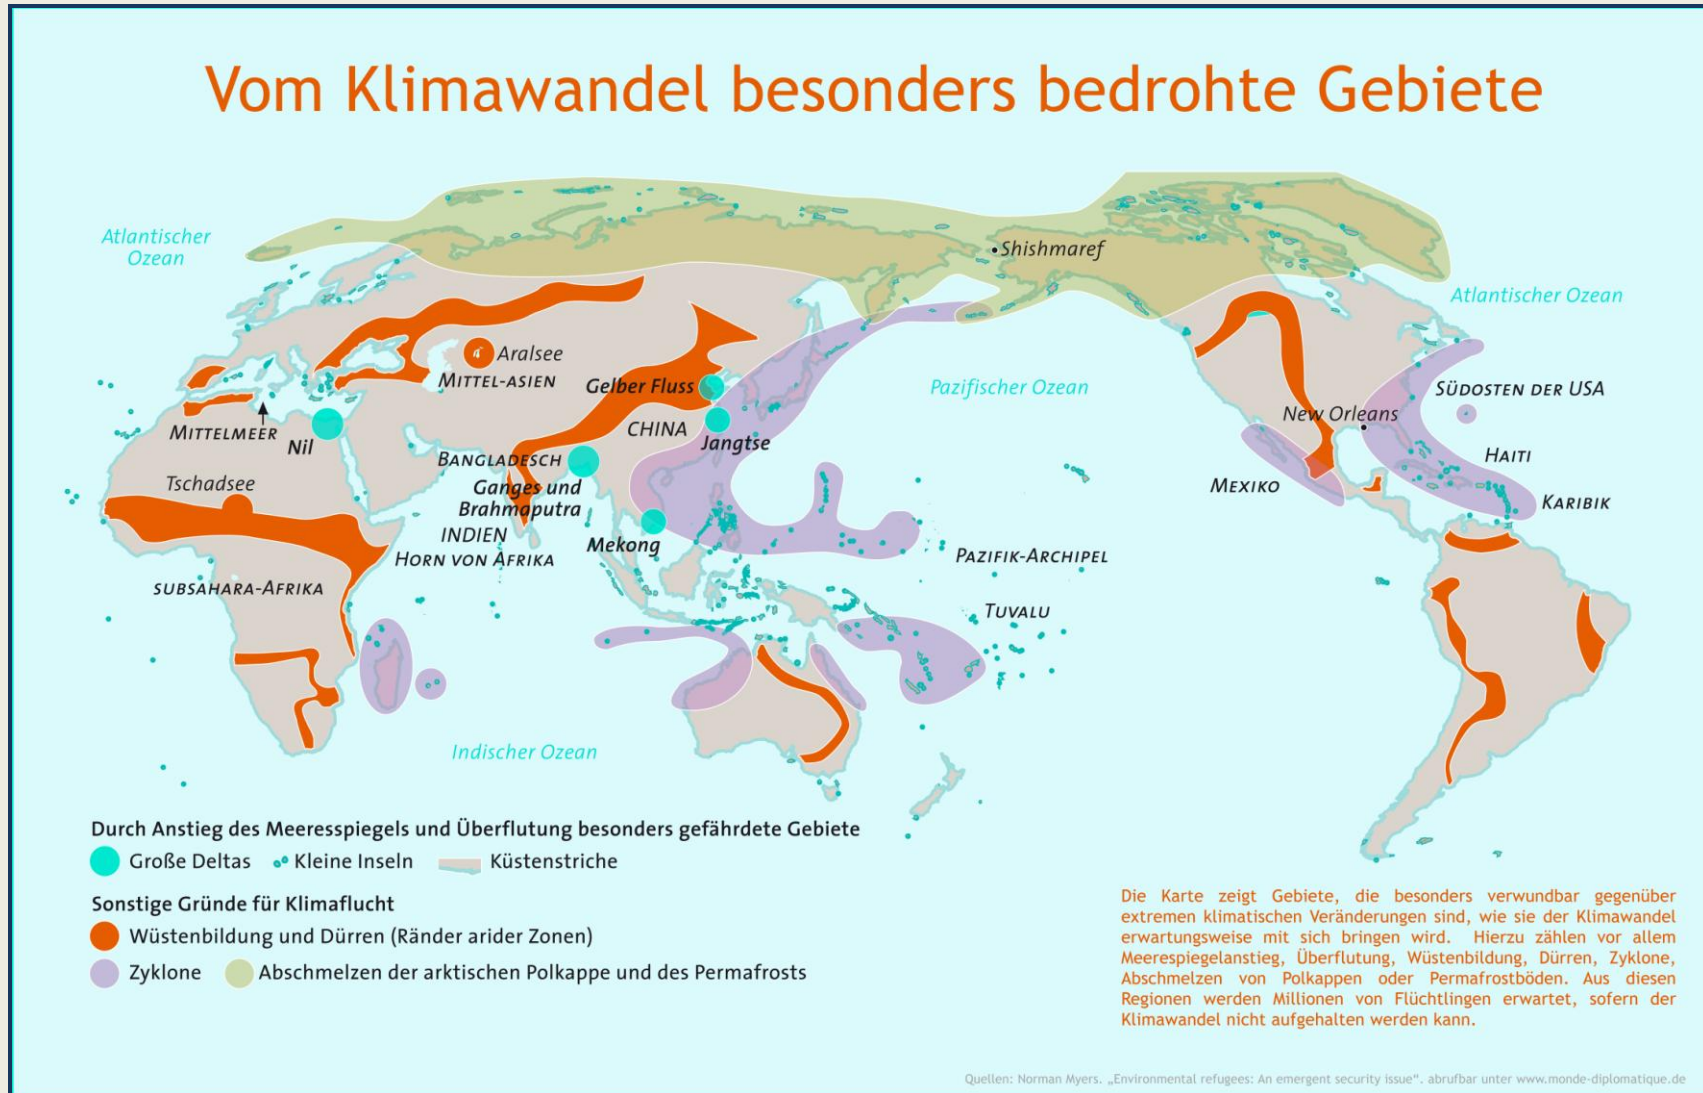 Vom Klimawandel besonders bedrohte Gebiete
Atlantischer
Ozean
Shishmaref
Atlantischer Ozean
Aralsee
MITTEL-ASIEN
Gelber Fluss
Pazifischer Ozean
SÜDOSTEN DER USA
New Orleans
MITTELMEER
Nil
CHINA
Jangtse
BANGLADESCH
HAITI
Tschadsee
Ganges und
Brahmaputra
MEXIKO
KARIBIK
INDIEN
Mekong
HORN VON AFRIKA
PAZIFIK-ARCHIPEL
SUBSAHARA-AFRIKA
TUVALU
Indischer Ozean
Durch Anstieg des Meeresspiegels und Überflutung besonders gefährdete Gebiete
Große Deltas
Kleine Inseln
Küstenstriche
Sonstige Gründe für Klimaflucht
Wüstenbildung und Dürren (Ränder arider Zonen)
Zyklone
Abschmelzen der arktischen Polkappe und des Permafrosts
Die Karte zeigt Gebiete, die besonders verwundbar gegenüber
extremen klimatischen Veränderungen sind, wie sie der Klimawandel
erwartungsweise mit sich bringen wird. Hierzu zählen vor allem
Meerespiegelanstieg, Überflutung, Wüstenbildung, Dürren, Zyklone,
Abschmelzen von Polkappen oder Permafrostböden. Aus diesen
Regionen werden Millionen von Flüchtlingen erwartet, sofern der
Klimawandel nicht aufgehalten werden kann.
Quellen: Norman Myers. „Environmental refugees: An emergent security issue“. abrufbar unter www.monde-diplomatique.de